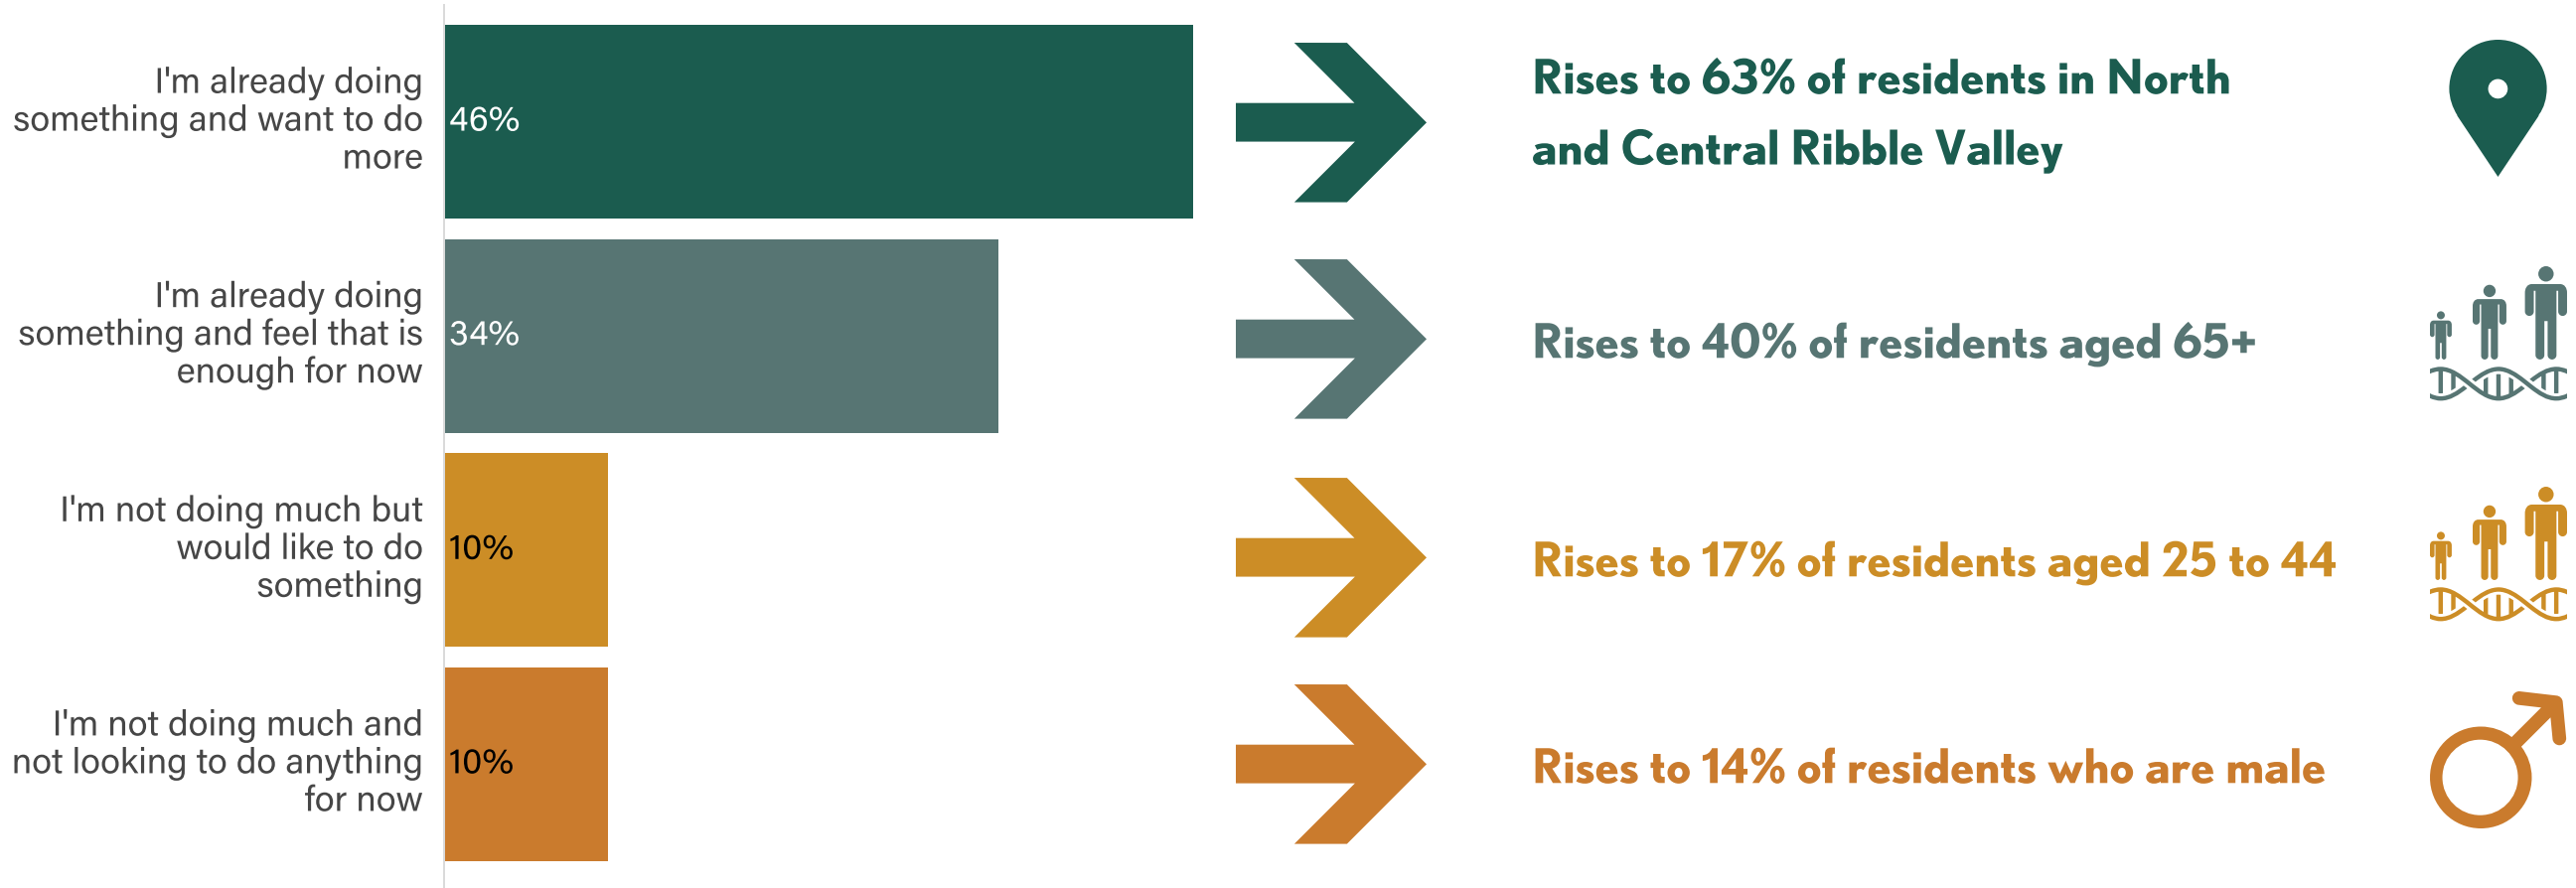 I'm already doing
something and want to do
more
46%
Rises to 63% of residents in North
and Central Ribble Valley
I'm already doing
something and feel that is
enough for now
34%
Rises to 40% of residents aged 65+
I'm not doing much but
would like to do
something
10%
Rises to 17% of residents aged 25 to 44
I'm not doing much and
not looking to do anything
for now
10%
Rises to 14% of residents who are male